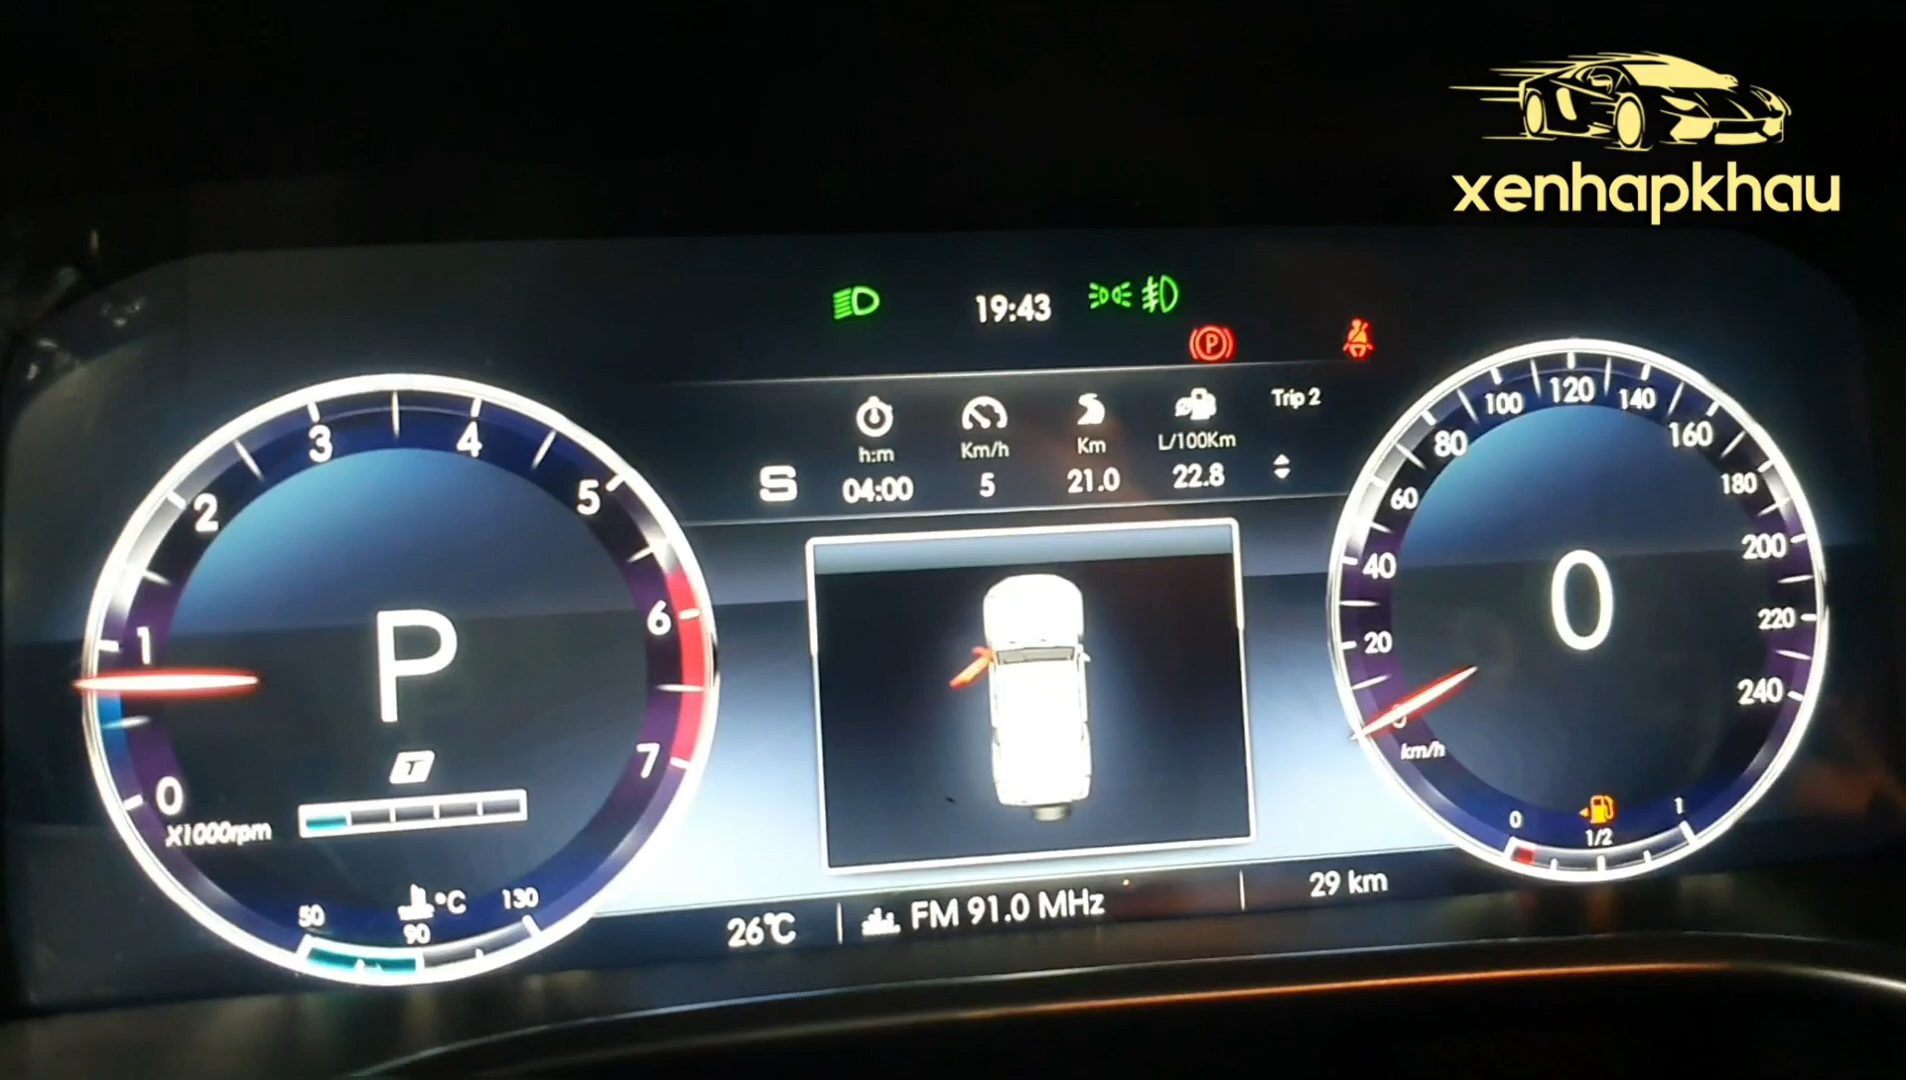 xenhapkhau
19:43
P
Trip 2
h:m
Km/h
Km
L/100Km
S
04:00
5
21.0
22.8
0
1
2
3
4
5
6
7
X1000rpm
P
T
50
90
°C
130
0
20
40
60
80
100
120
140
160
180
200
220
240
km/h
0
0
1/2
1
26°C
FM 91.0 MHz
29 km